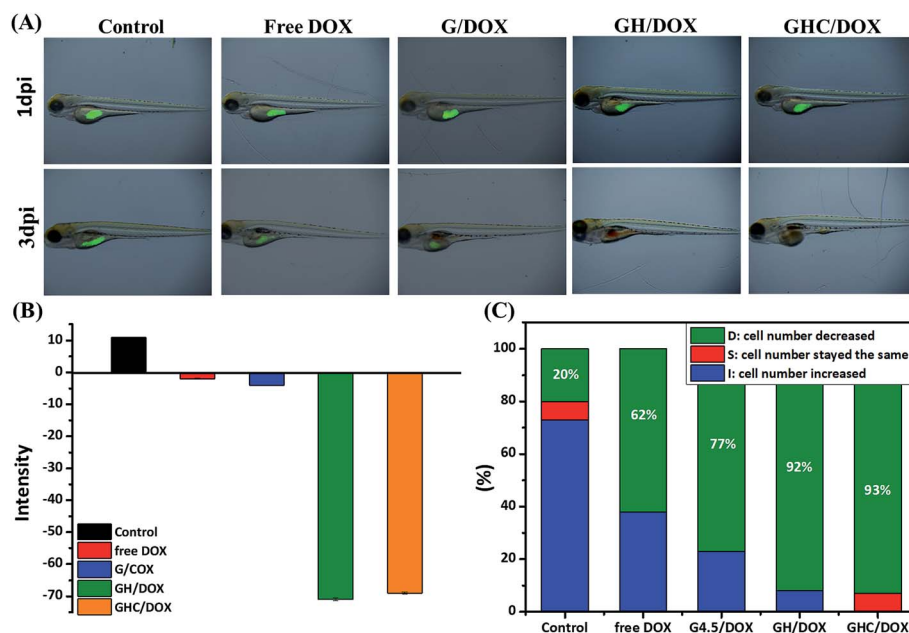 (A)
Control
Free DOX
G/DOX
GH/DOX
GHC/DOX
1dpi
3dpi
(B)
10
0
-10
-20
-30
-40
-50
-60
-70
Intensity
Control
free DOX
G/COX
GH/DOX
GHC/DOX
(C)
D: cell number decreased
S: cell number stayed the same
I: cell number increased
100
80
60
40
20
0
(%)
20%
62%
77%
92%
93%
Control
free DOX
G4.5/DOX
GH/DOX
GHC/DOX